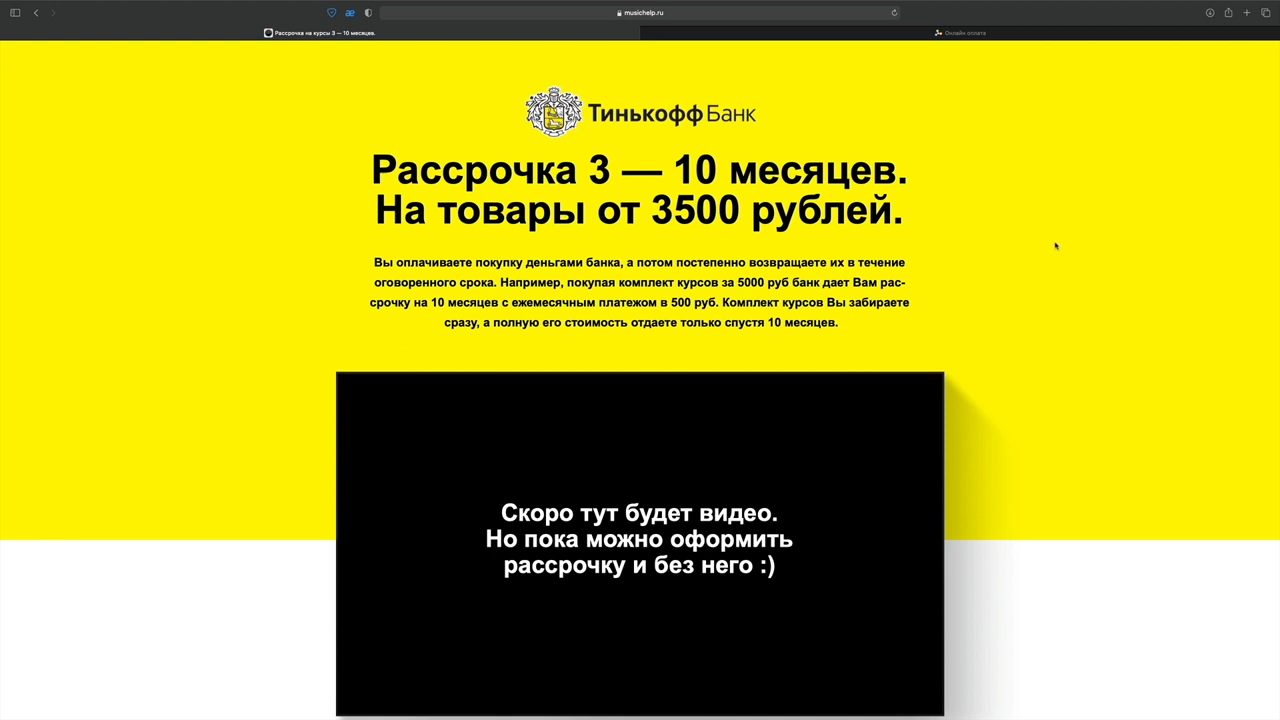 musichelp.ru
Рассрочка на курсы 3 — 10 месяцев.
Онлайн оплата
Тинькофф Банк
Рассрочка 3 — 10 месяцев.
На товары от 3500 рублей.
Вы оплачиваете покупку деньгами банка, а потом постепенно возвращаете их в течение
оговоренного срока. Например, покупая комплект курсов за 5000 руб банк дает Вам рас-
срочку на 10 месяцев с ежемесячным платежом в 500 руб. Комплект курсов Вы забираете
сразу, а полную его стоимость отдаете только спустя 10 месяцев.
Скоро тут будет видео.
Но пока можно оформить
рассрочку и без него :)